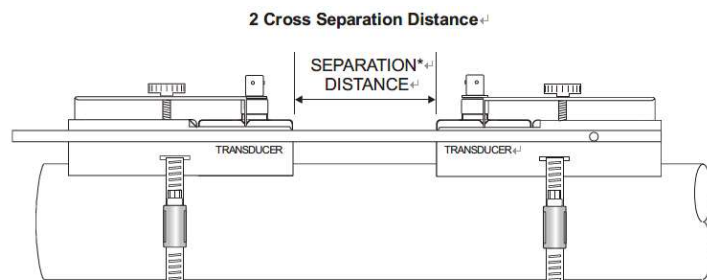 2 Cross Separation Distance↵
SEPARATION*↵
DISTANCE↵
TRANSDUCER
TRANSDUCER↵